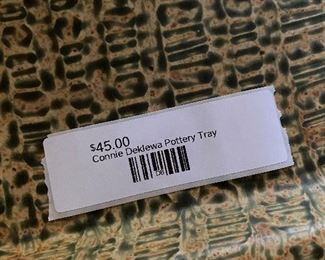 $45.00
Connie Deklewa Pottery Tray